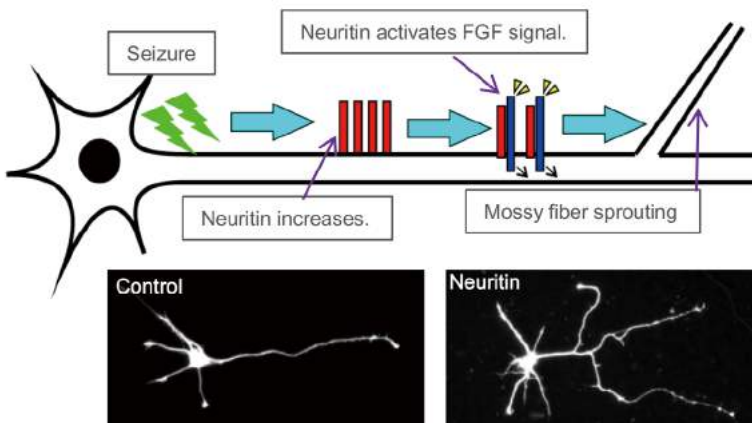 Neuritin activates FGF signal.
Seizure
Neuritin increases.
Mossy fiber sprouting
Control
Neuritin